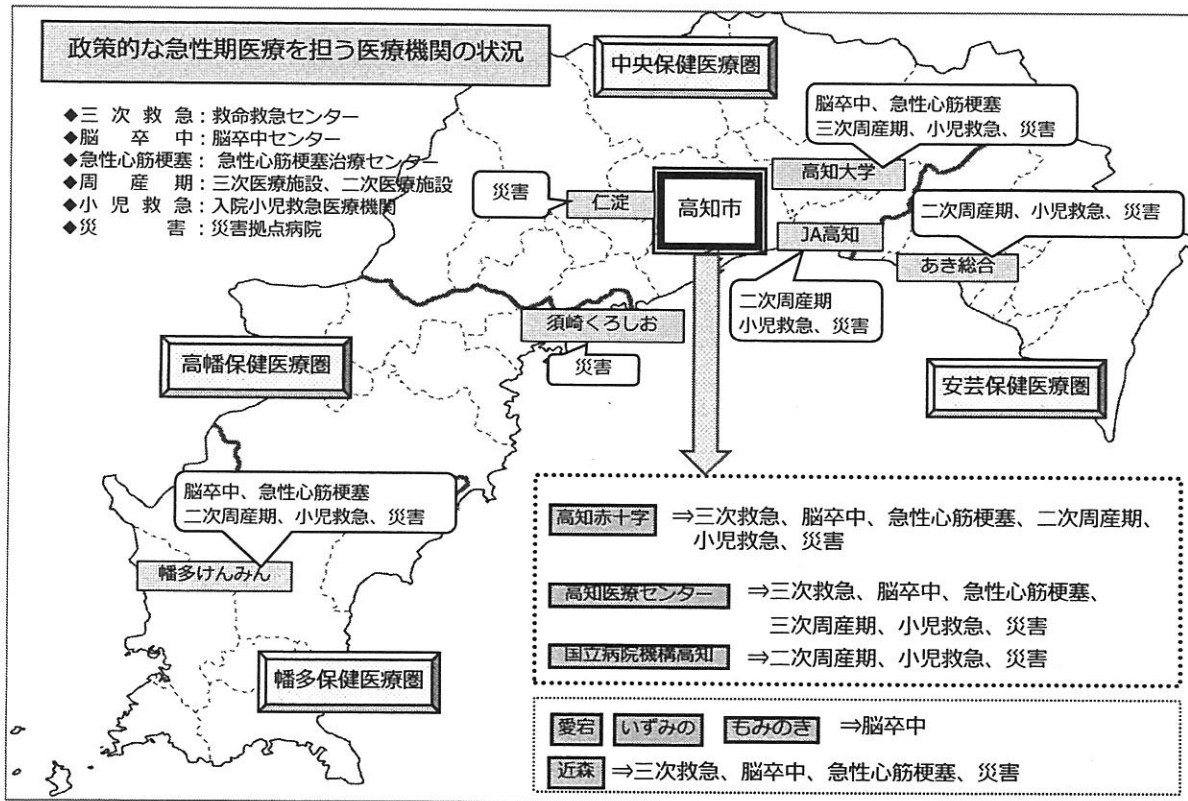 政策的な急性期医療を担う医療機関の状況
◆三次救急：救命救急センター
◆脳卒中：脳卒中センター
◆急性心筋梗塞：急性心筋梗塞治療センター
◆周産期：三次医療施設、二次医療施設
◆小児救急：入院小児救急医療機関
◆災害：災害拠点病院
中央保健医療圏
脳卒中、急性心筋梗塞
三次周産期、小児救急、災害
高知大学
災害
仁淀
高知市
二次周産期、小児救急、災害
JA高知
あき総合
二次周産期
小児救急、災害
須崎くろしお
災害
高幡保健医療圏
安芸保健医療圏
脳卒中、急性心筋梗塞
二次周産期、小児救急、災害
幡多けんみん
幡多保健医療圏
高知赤十字 ⇒三次救急、脳卒中、急性心筋梗塞、二次周産期、
小児救急、災害
高知医療センター ⇒三次救急、脳卒中、急性心筋梗塞、
三次周産期、小児救急、災害
国立病院機構高知 ⇒二次周産期、小児救急、災害
愛宕 いずみの もみのき ⇒脳卒中
近森 ⇒三次救急、脳卒中、急性心筋梗塞、災害